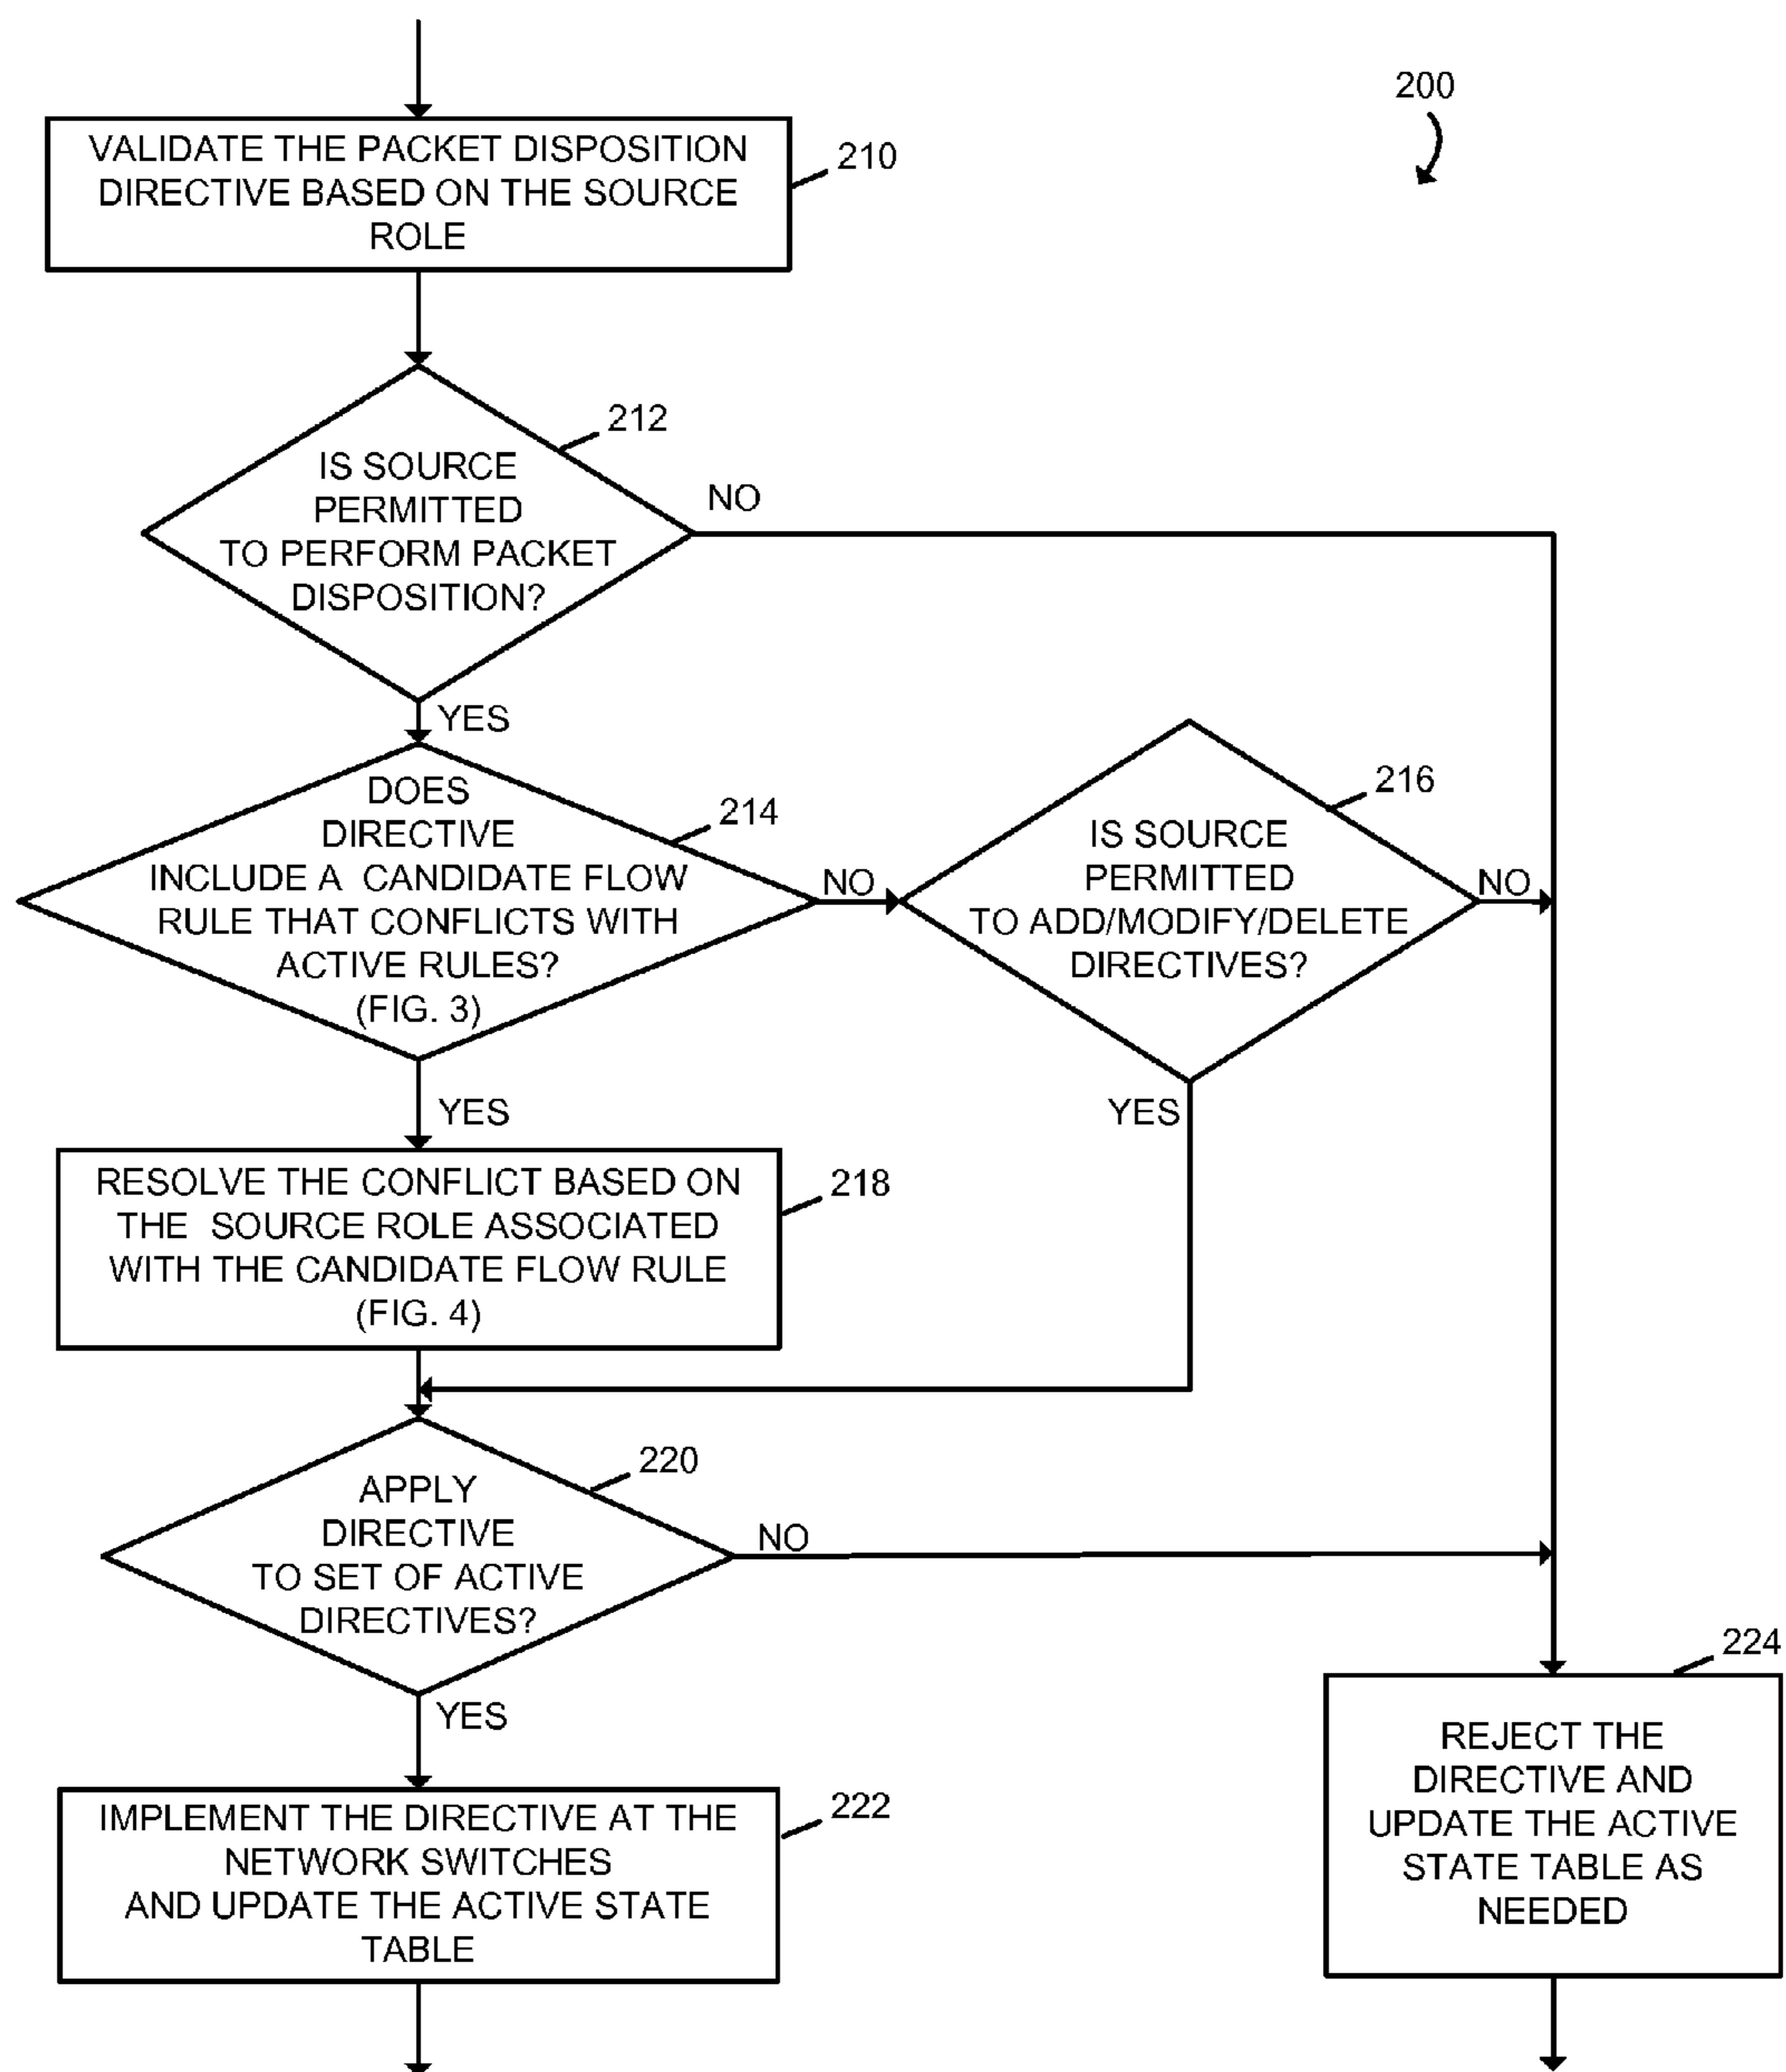 200
VALIDATE THE PACKET DISPOSITION
DIRECTIVE BASED ON THE SOURCE
ROLE
210
212
IS SOURCE
PERMITTED
TO PERFORM PACKET
DISPOSITION?
NO
YES
DOES
DIRECTIVE
INCLUDE A CANDIDATE FLOW
RULE THAT CONFLICTS WITH
ACTIVE RULES?
(FIG. 3)
214
NO
216
IS SOURCE
PERMITTED
TO ADD/MODIFY/DELETE
DIRECTIVES?
NO
YES
YES
RESOLVE THE CONFLICT BASED ON
THE SOURCE ROLE ASSOCIATED
WITH THE CANDIDATE FLOW RULE
(FIG. 4)
218
220
APPLY
DIRECTIVE
TO SET OF ACTIVE
DIRECTIVES?
NO
YES
IMPLEMENT THE DIRECTIVE AT THE
NETWORK SWITCHES
AND UPDATE THE ACTIVE STATE
TABLE
222
224
REJECT THE
DIRECTIVE AND
UPDATE THE ACTIVE
STATE TABLE AS
NEEDED